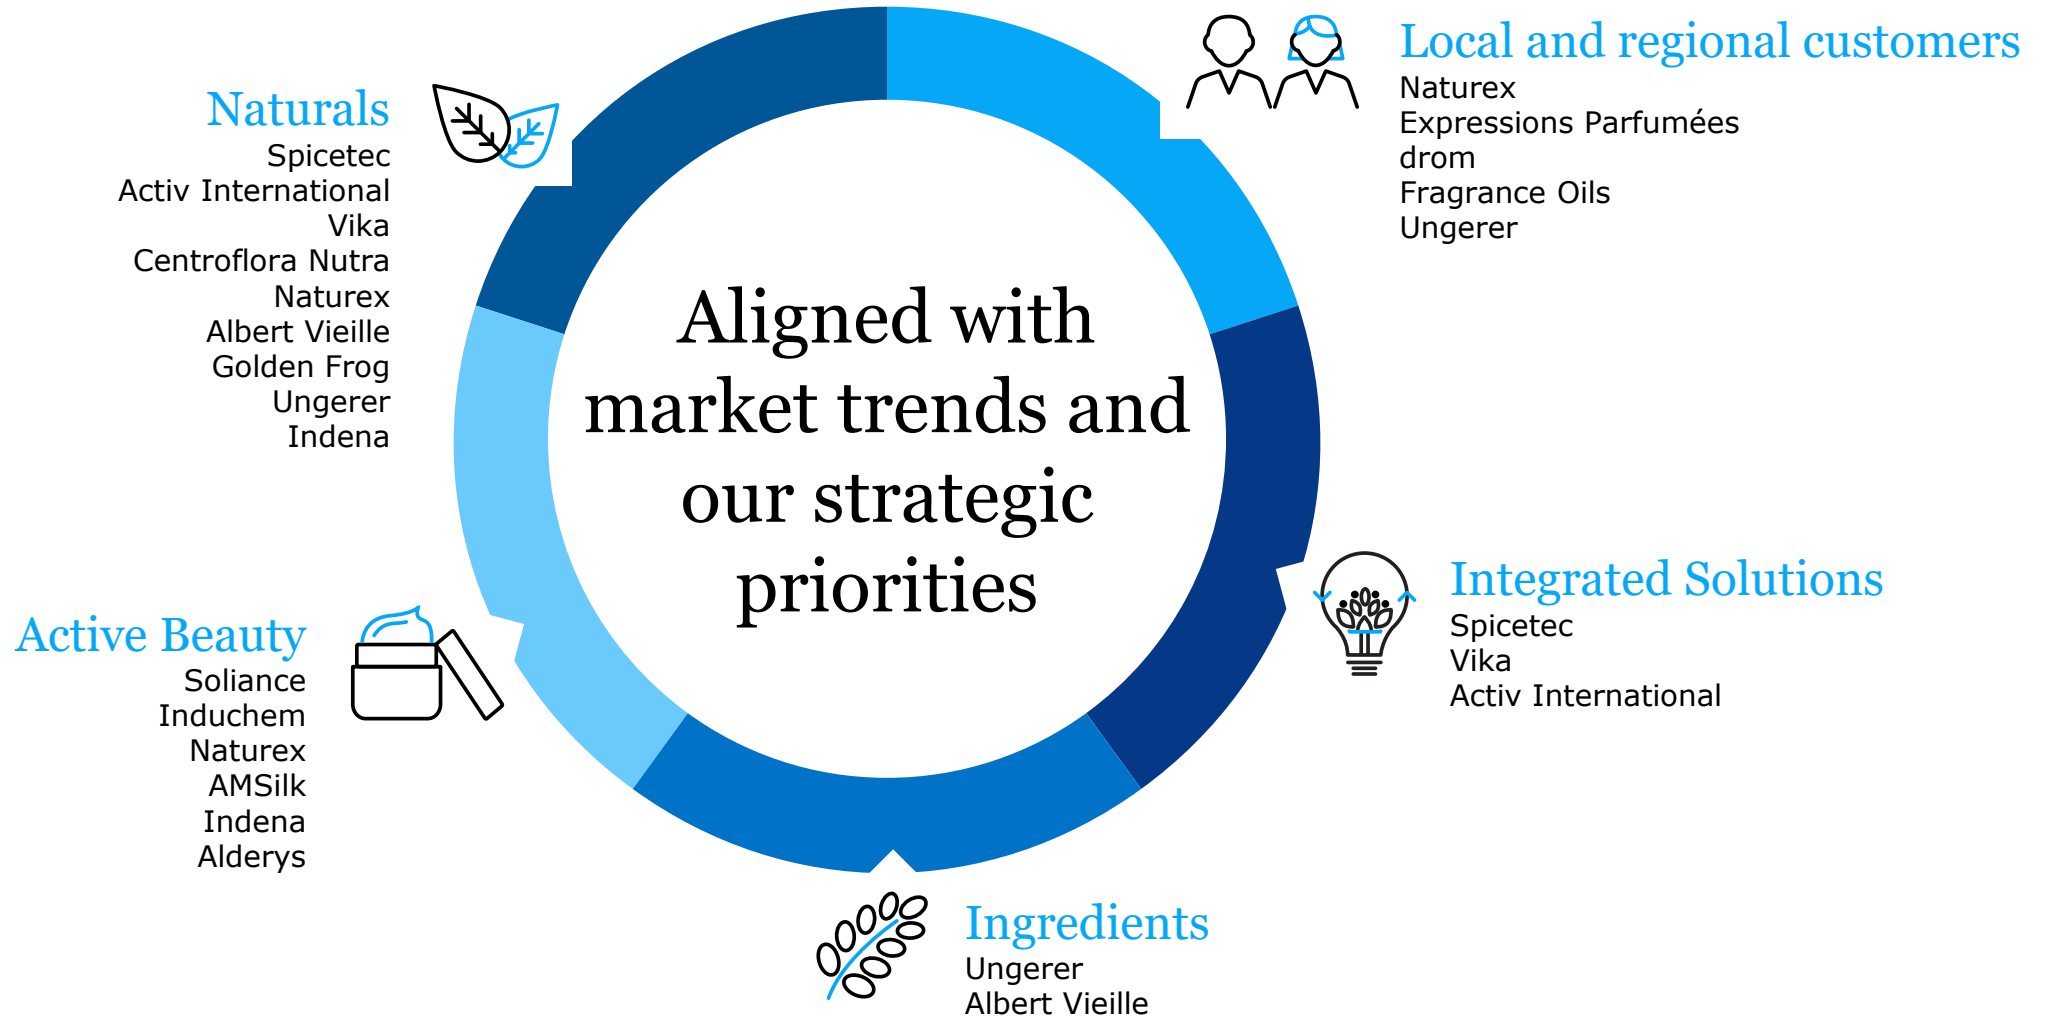 Local and regional customers
Naturex
Expressions Parfumées
drom
Fragrance Oils
Ungerer
Naturals
Spicetec
Activ International
Vika
Centroflora Nutra
Naturex
Albert Vieille
Golden Frog
Ungerer
Indena
Aligned with
market trends and
our strategic
priorities
Integrated Solutions
Spicetec
Vika
Activ International
Active Beauty
Soliance
Induchem
Naturex
AMSilk
Indena
Alderys
Ingredients
Ungerer
Albert Vieille